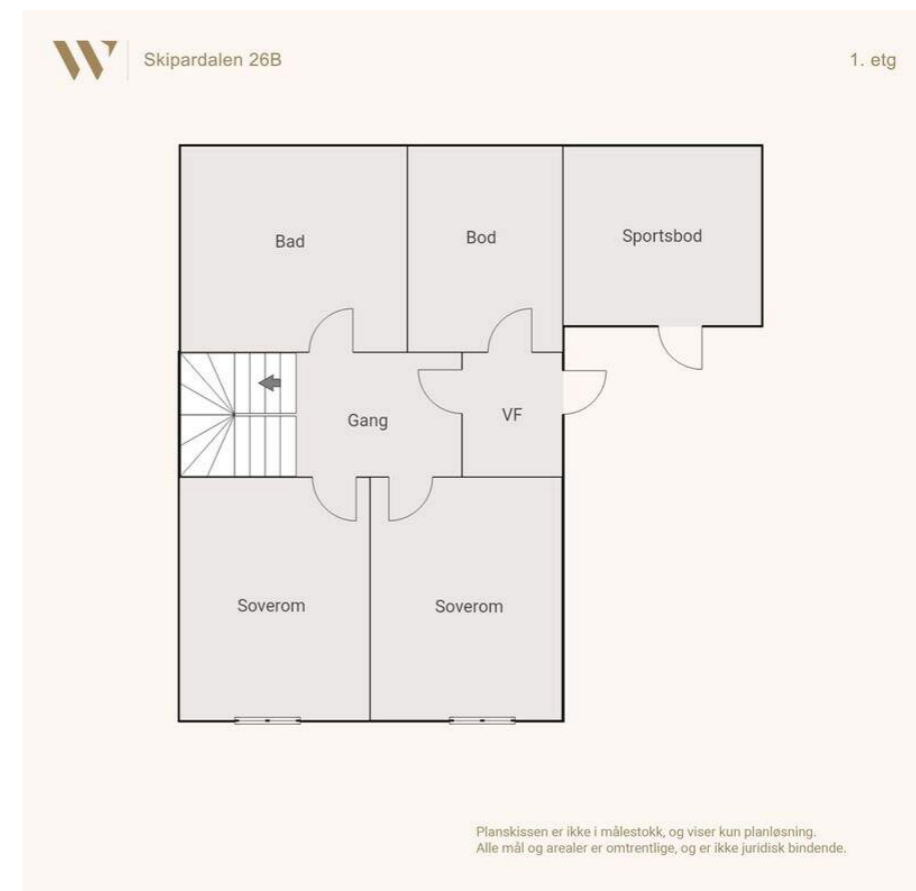 W Skipardalen 26B
1. etg
Bad
Bod
Sportsbod
Gang
VF
Soverom
Soverom
Planskissen er ikke i målestokk, og viser kun planløsning.
Alle mål og arealer er omtrentlige, og er ikke juridisk bindende.